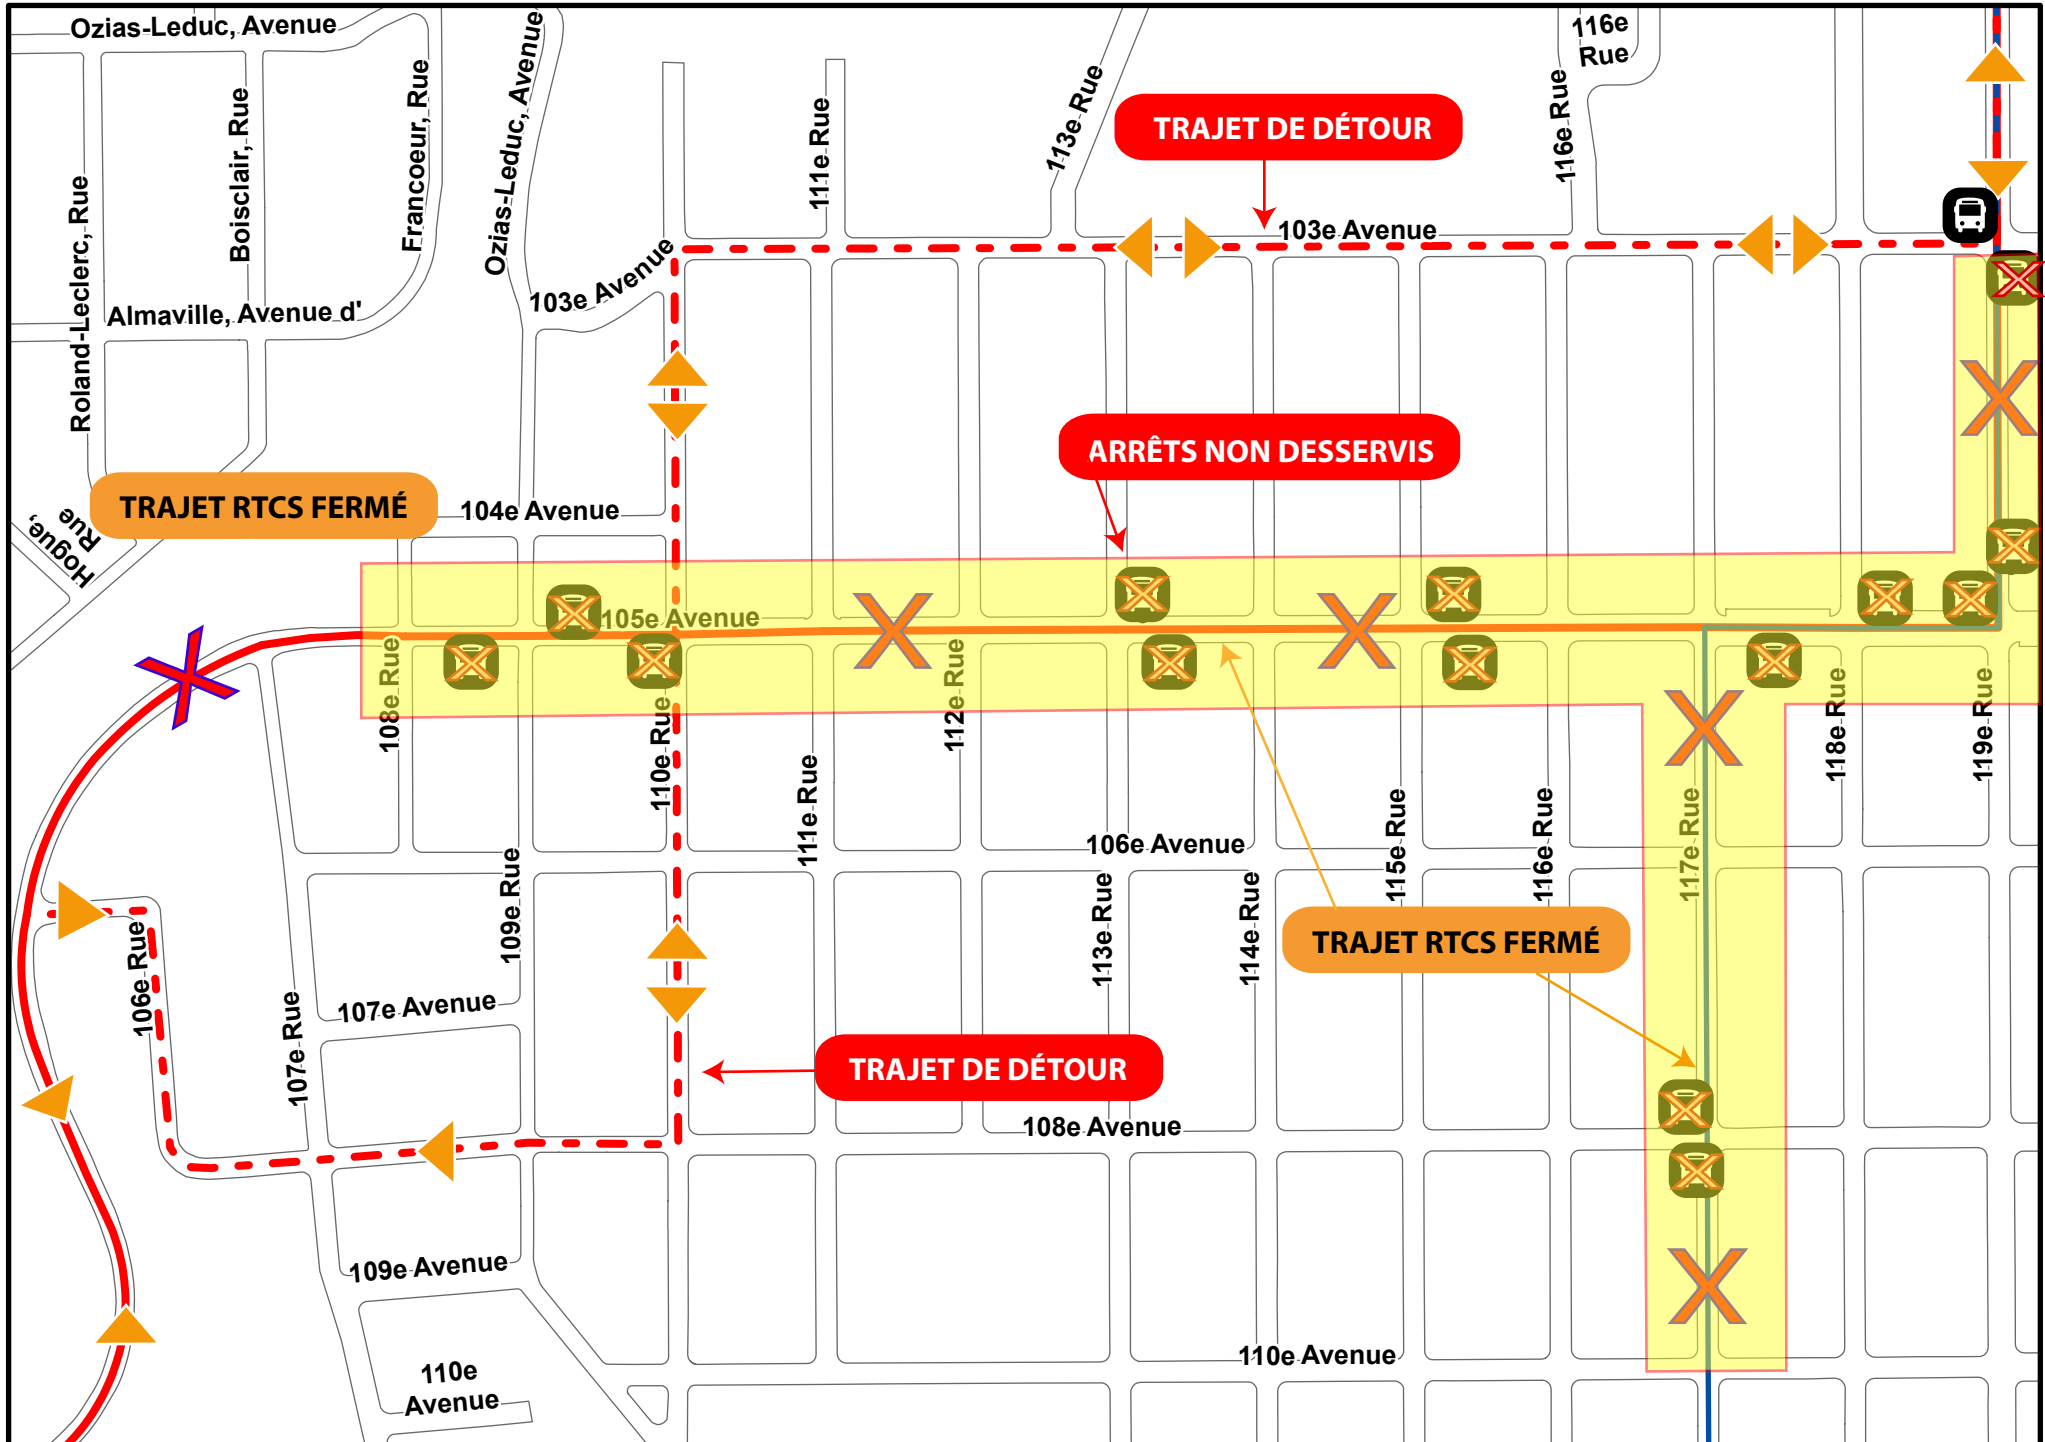 Ozias-Leduc, Avenue
Roland-Leclerc, Rue
Boisclair, Rue
Francoeur, Rue
Ozias-Leduc, Avenue
Almaville, Avenue d'
Hogue,
Rue
111e Rue
113e Rue
116e Rue
116e
Rue
TRAJET DE DÉTOUR
103e Avenue
103e Avenue
ARRÊTS NON DESSERVIS
TRAJET RTCS FERMÉ
104e Avenue
105e Avenue
108e Rue
110e Rue
112e Rue
118e Rue
119e Rue
111e Rue
115e Rue
116e Rue
117e Rue
106e Avenue
109e Rue
113e Rue
114e Rue
TRAJET RTCS FERMÉ
106e Rue
107e Rue
107e Avenue
TRAJET DE DÉTOUR
108e Avenue
109e Avenue
110e Avenue
110e
Avenue